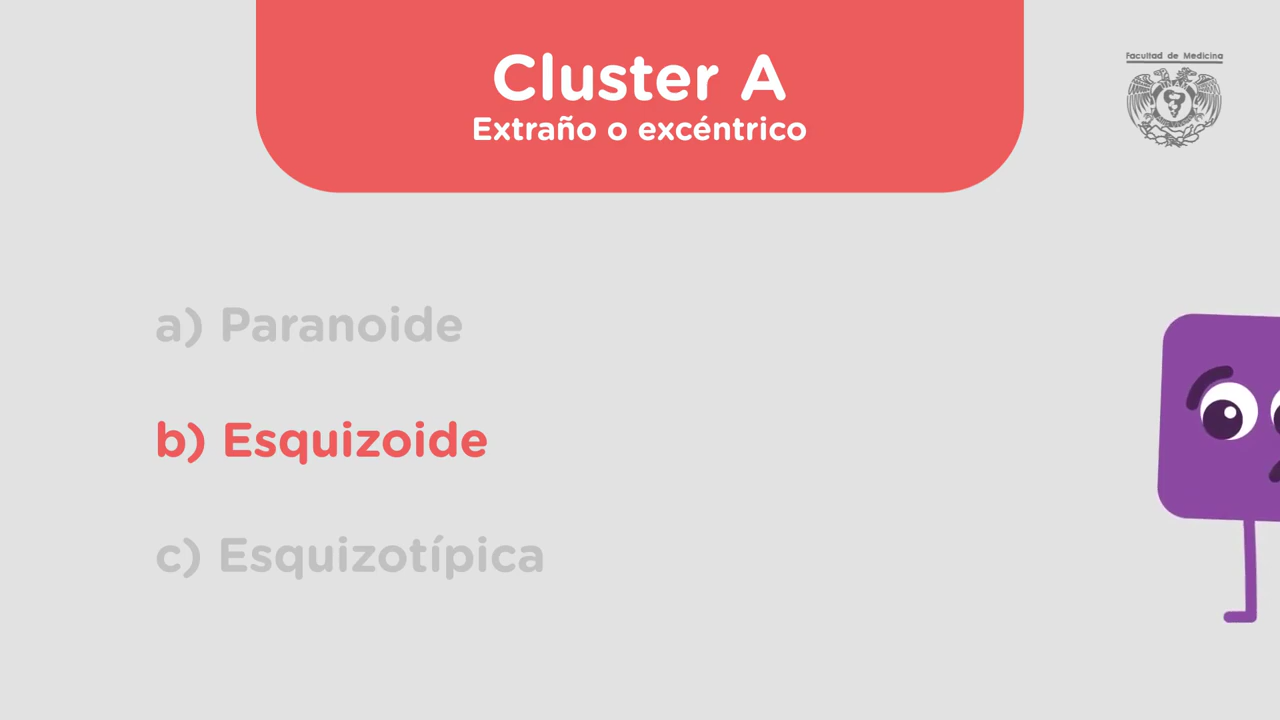 Cluster A
Extraño o excéntrico
Facultad de Medicina
a) Paranoide
b) Esquizoide
c) Esquizotípica